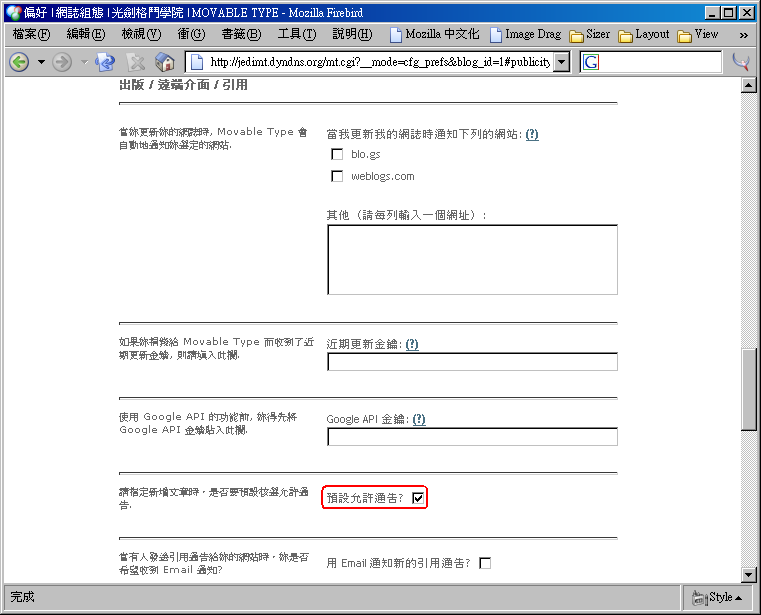 偏好 | 網誌組態 | 光劍格鬥學院 | MOVABLE TYPE - Mozilla Firebird
檔案(F) 編輯(E) 檢視(V) 衝(G) 書籤(B) 工具(T) 說明(H) Mozilla 中文化 Image Drag Sizer Layout View »
http://jedimt.dyndns.org/mt.cgi?__mode=cfg_prefs&blog_id=1#publicity
出版 / 遠端介面 / 引用
當妳更新妳的網誌時, Movable Type 會
自動地通知妳選定的網站.
當我更新我的網誌時通知下列的網站: (?)
blo.gs
weblogs.com
其他（請每列輸入一個網址）:
如果妳捐獻給 Movable Type 而收到了近
期更新金鑰, 則請填入此欄.
近期更新金鑰: (?)
使用 Google API 的功能前, 妳得先將
Google API 金鑰貼入此欄.
Google API 金鑰: (?)
請指定新增文章時，是否要預設核選允許通
告.
預設允許通告?
當有人發送引用通告給妳的網站時, 妳是否
希望收到 Email 通知?
用 Email 通知新的引用通告?
完成
Style